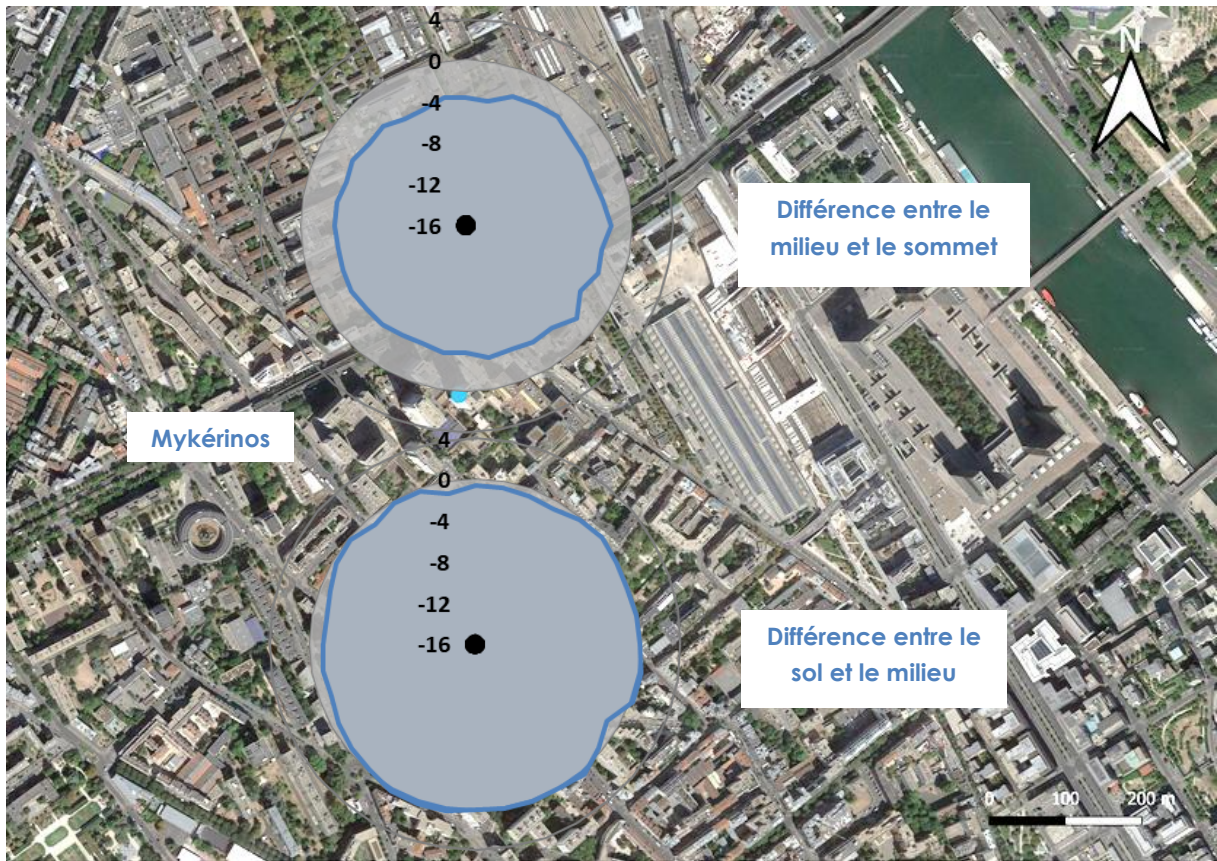 4
0
-4
-8
-12
-16
N
Différence entre le
milieu et le sommet
Mykérinos
4
0
-4
-8
-12
-16
Différence entre le
sol et le milieu
0 100 200 m